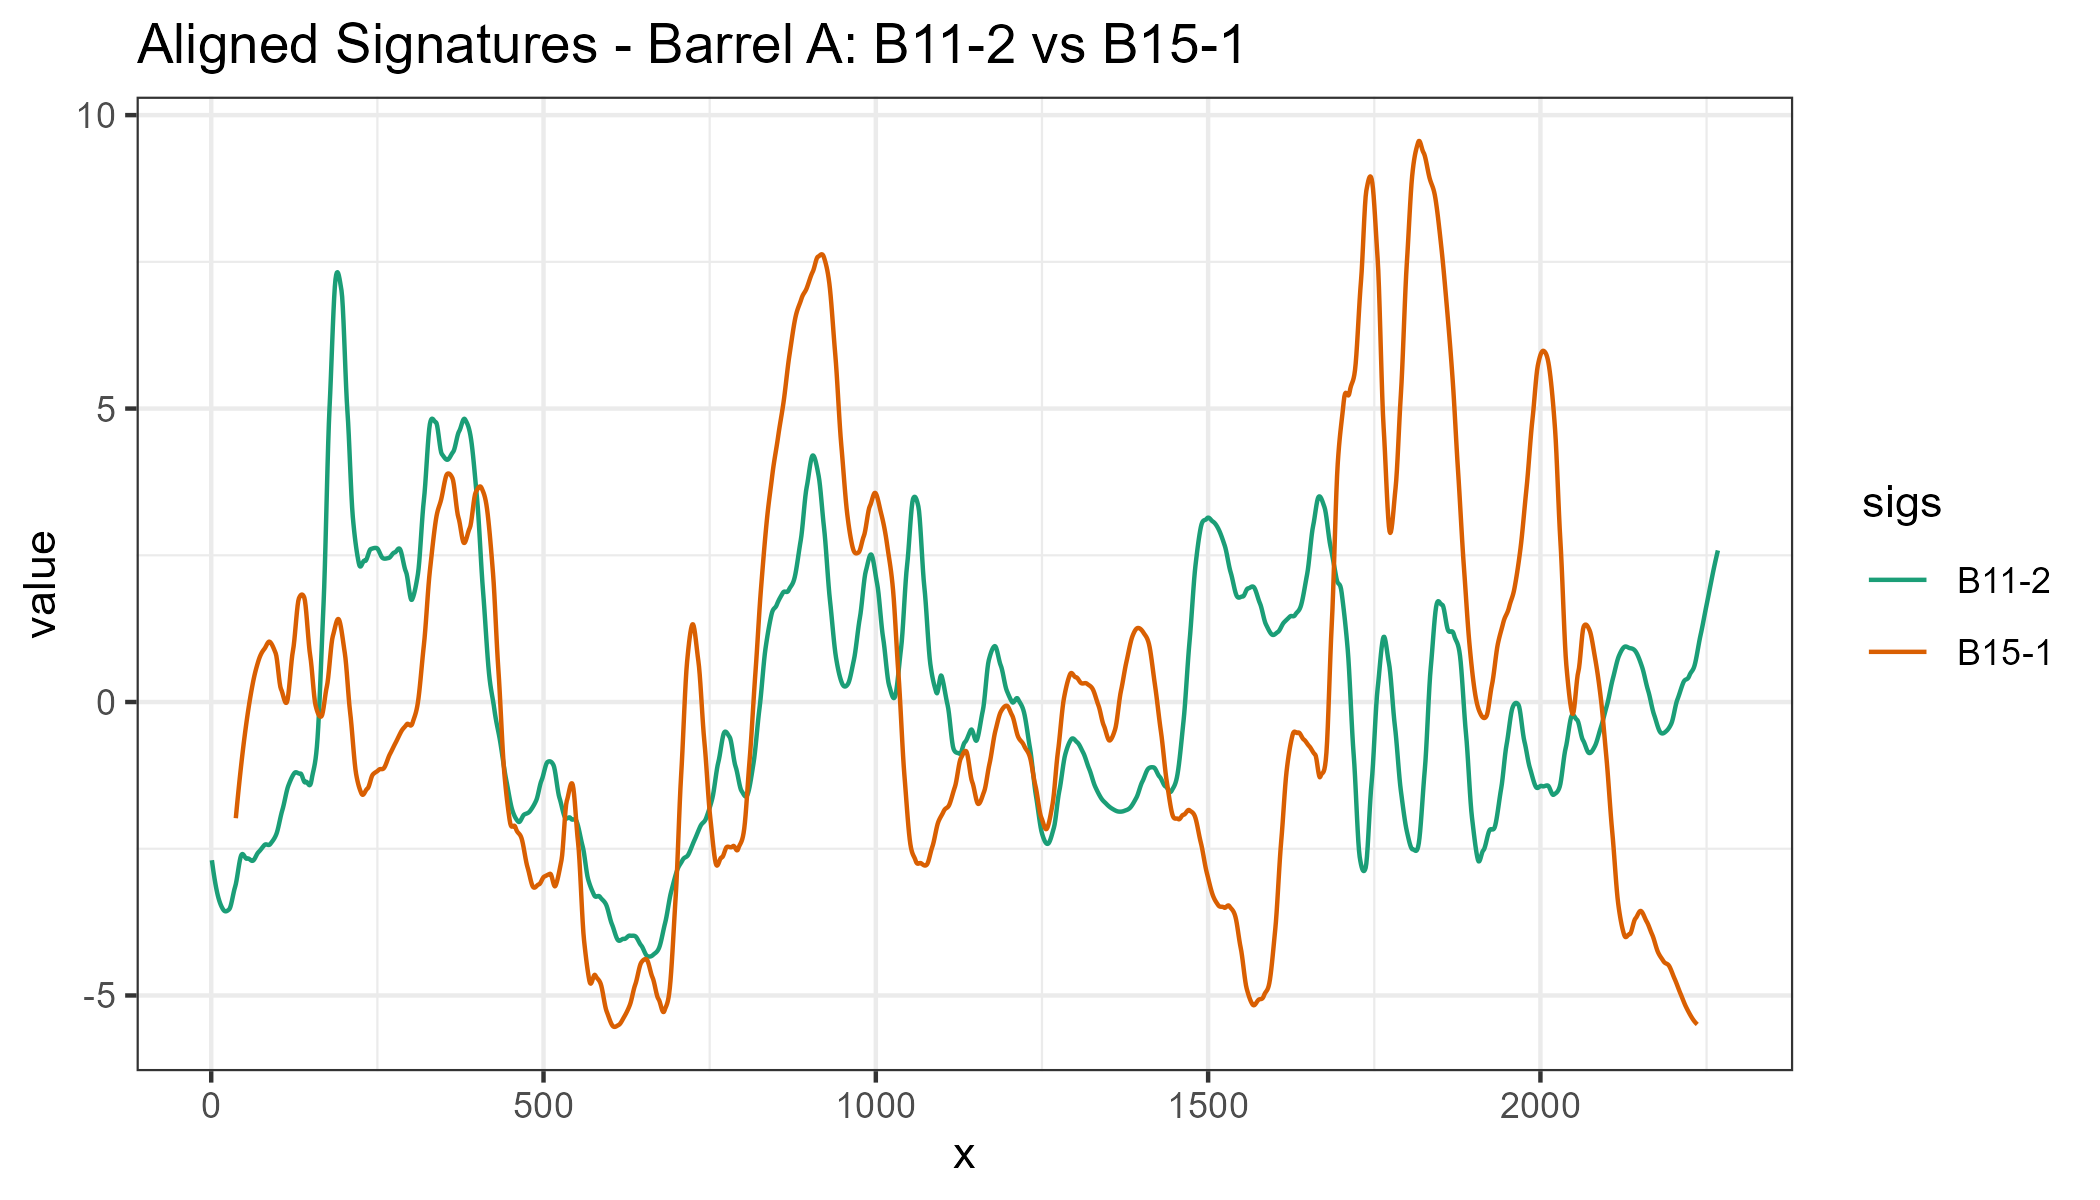 Aligned Signatures - Barrel A: B11-2 vs B15-1
10
5
0
-5
value
0 500 1000 1500 2000
x
sigs
B11-2
B15-1